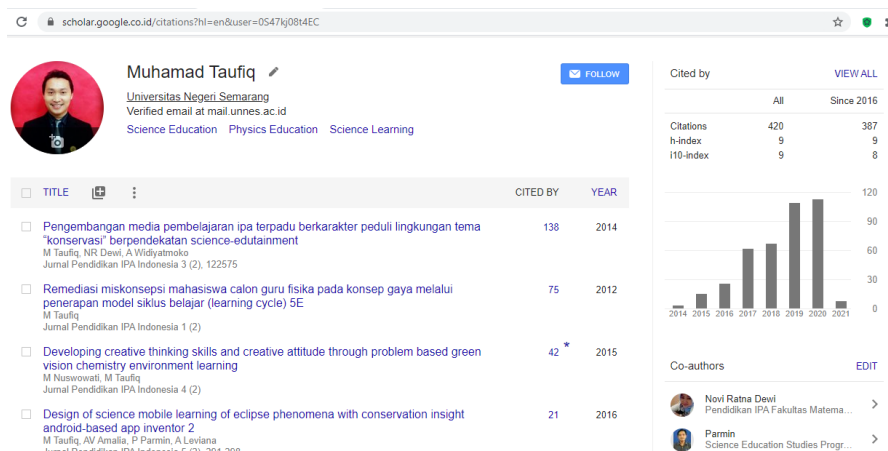 scholar.google.co.id/citations?hl=en&user=0S47kj08t4EC
Muhamad Taufiq
FOLLOW
Universitas Negeri Semarang
Verified email at mail.unnes.ac.id
Science Education Physics Education Science Learning
TITLE CITED BY YEAR
Pengembangan media pembelajaran ipa terpadu berkarakter peduli lingkungan tema 138 2014
"konservasi" berpendekatan science-edutainment
M Taufiq, NR Dewi, A Widiyatmoko
Jurnal Pendidikan IPA Indonesia 3 (2), 122575
Remediasi miskonsepsi mahasiswa calon guru fisika pada konsep gaya melalui 75 2012
penerapan model siklus belajar (learning cycle) 5E
M Taufiq
Jurnal Pendidikan IPA Indonesia 1 (2)
Developing creative thinking skills and creative attitude through problem based green 42 * 2015
vision chemistry environment learning
M Nuswowati, M Taufiq
Jurnal Pendidikan IPA Indonesia 4 (2)
Design of science mobile learning of eclipse phenomena with conservation insight 21 2016
android-based app inventor 2
M Taufiq, AV Amalia, P Parmin, A Leviana
Jurnal Pendidikan IPA Indonesia 5 (2), 291-298
Cited by VIEW ALL
All Since 2016
Citations 420 387
h-index 9 9
i10-index 9 8
120
90
60
30
0
2014 2015 2016 2017 2018 2019 2020 2021
Co-authors EDIT
Novi Ratna Dewi
Pendidikan IPA Fakultas Matema...
Parmin
Science Education Studies Progr...